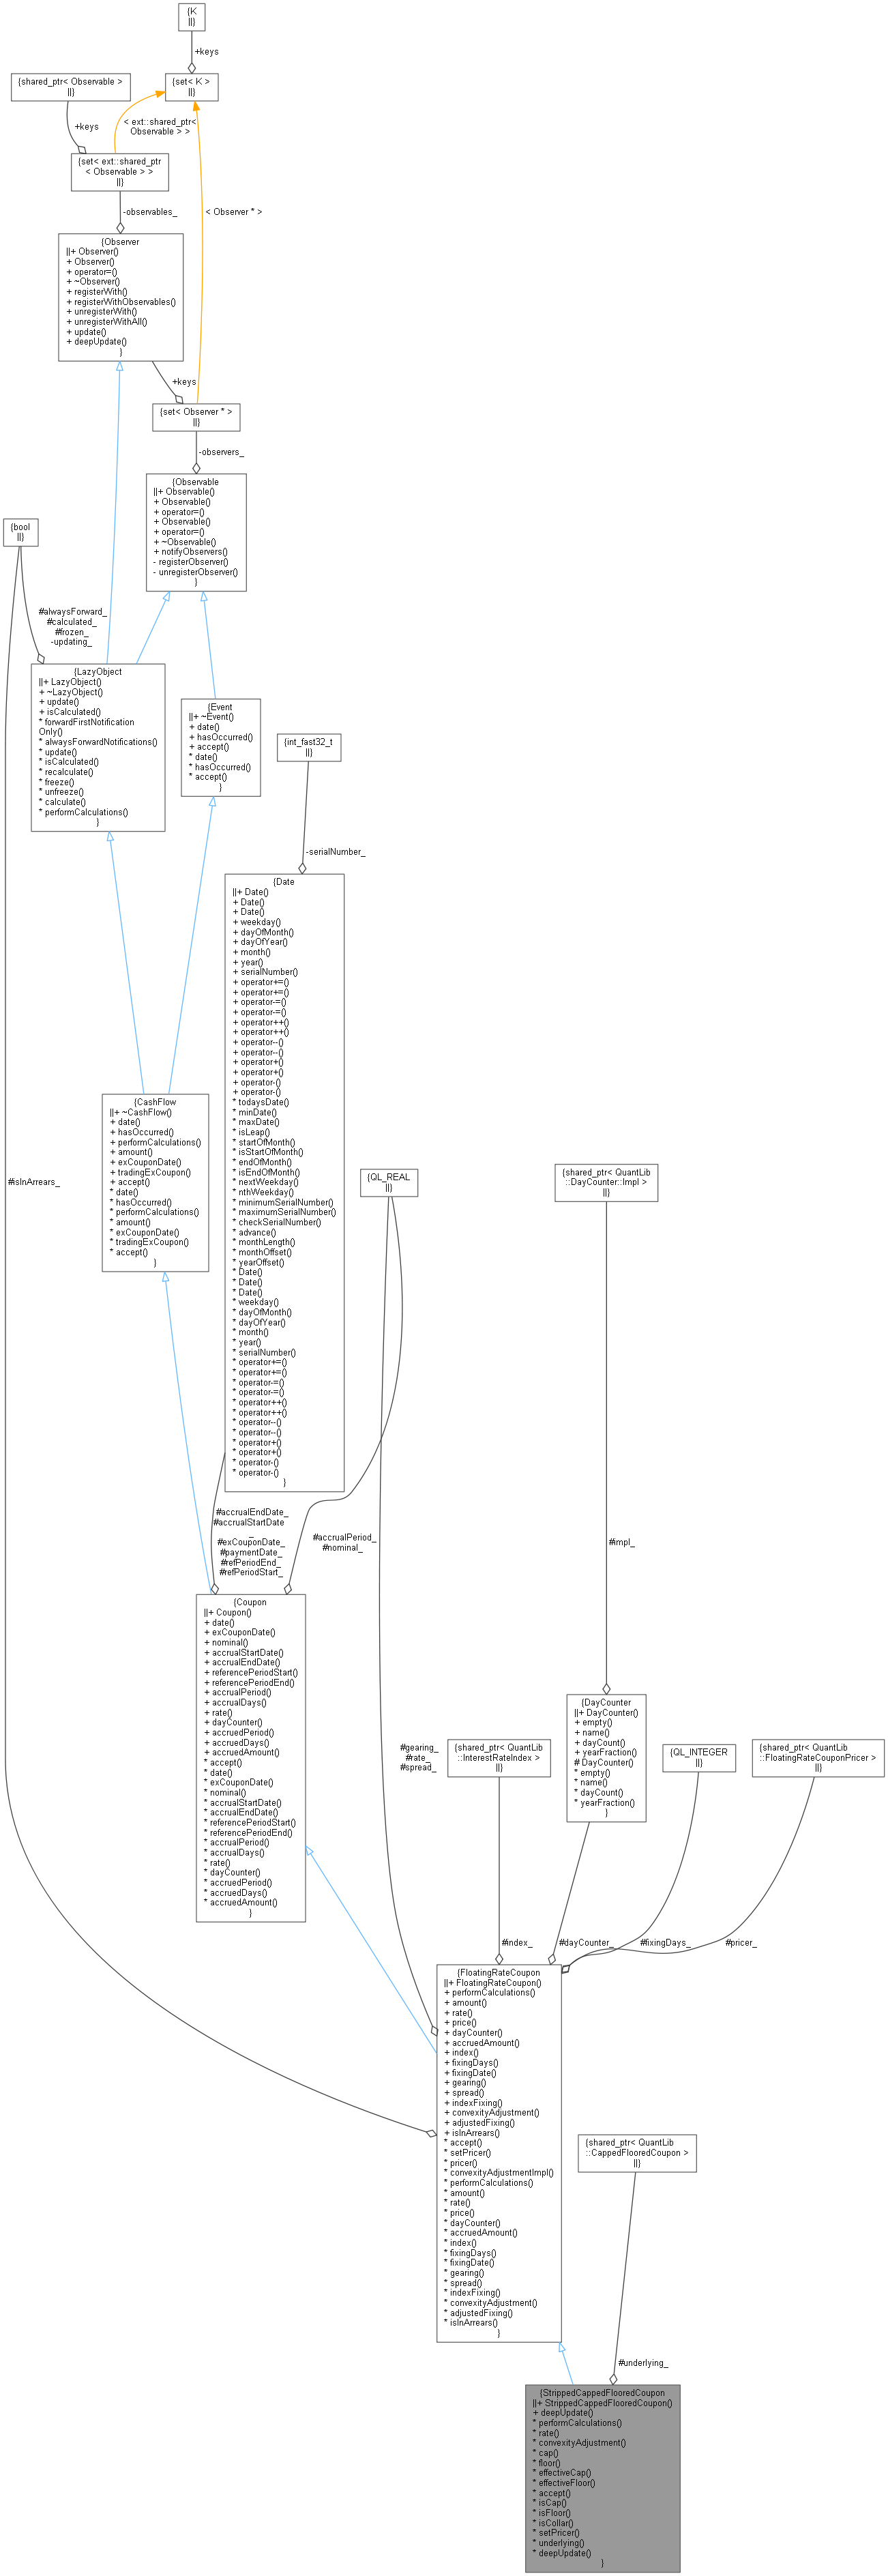 {K
||}
+keys
{shared_ptr< Observable >
||}
{set< K >
||}
+keys
< ext::shared_ptr<
Observable > >
{set< ext::shared_ptr
< Observable > >
||}
-observables_
< Observer * >
{Observer
||+ Observer()
+ Observer()
+ operator=()
+ ~Observer()
+ registerWith()
+ registerWithObservables()
+ unregisterWith()
+ unregisterWithAll()
+ update()
+ deepUpdate()
}
+keys
{set< Observer * >
||}
-observers_
{Observable
||+ Observable()
+ Observable()
+ operator=()
+ Observable()
+ operator=()
+ ~Observable()
+ notifyObservers()
- registerObserver()
- unregisterObserver()
}
{bool
||}
#alwaysForward_
#calculated_
#frozen_
-updating_
{LazyObject
||+ LazyObject()
+ ~LazyObject()
+ update()
+ isCalculated()
* forwardFirstNotification
Only()
* alwaysForwardNotifications()
* update()
* isCalculated()
* recalculate()
* freeze()
* unfreeze()
* calculate()
* performCalculations()
}
{Event
||+ ~Event()
+ date()
+ hasOccurred()
+ accept()
* date()
* hasOccurred()
* accept()
}
{int_fast32_t
||}
-serialNumber_
{Date
||+ Date()
+ Date()
+ Date()
+ weekday()
+ dayOfMonth()
+ dayOfYear()
+ month()
+ year()
+ serialNumber()
+ operator+=()
+ operator+=()
+ operator-=()
+ operator-=()
+ operator++()
+ operator++()
+ operator--()
+ operator--()
+ operator+()
+ operator+()
+ operator-()
+ operator-()
* todaysDate()
* minDate()
* maxDate()
* isLeap()
* startOfMonth()
* isStartOfMonth()
* endOfMonth()
* isEndOfMonth()
* nextWeekday()
* nthWeekday()
* minimumSerialNumber()
* maximumSerialNumber()
* checkSerialNumber()
* advance()
* monthLength()
* monthOffset()
* yearOffset()
* Date()
* Date()
* Date()
* weekday()
* dayOfMonth()
* dayOfYear()
* month()
* year()
* serialNumber()
* operator+=()
* operator+=()
* operator-=()
* operator-=()
* operator++()
* operator++()
* operator--()
* operator--()
* operator+()
* operator+()
* operator-()
* operator-()
}
{CashFlow
||+ ~CashFlow()
+ date()
+ hasOccurred()
+ performCalculations()
+ amount()
+ exCouponDate()
+ tradingExCoupon()
+ accept()
* date()
* hasOccurred()
* performCalculations()
* amount()
* exCouponDate()
* tradingExCoupon()
* accept()
}
#isInArrears_
{QL_REAL
||}
{shared_ptr< QuantLib
::DayCounter::Impl >
||}
#accrualEndDate_
#accrualStartDate
_
#exCouponDate_
#paymentDate_
#refPeriodEnd_
#refPeriodStart_
#accrualPeriod_
#nominal_
#impl_
{Coupon
||+ Coupon()
+ date()
+ exCouponDate()
+ nominal()
+ accrualStartDate()
+ accrualEndDate()
+ referencePeriodStart()
+ referencePeriodEnd()
+ accrualPeriod()
+ accrualDays()
+ rate()
+ dayCounter()
+ accruedPeriod()
+ accruedDays()
+ accruedAmount()
* accept()
* date()
* exCouponDate()
* nominal()
* accrualStartDate()
* accrualEndDate()
* referencePeriodStart()
* referencePeriodEnd()
* accrualPeriod()
* accrualDays()
* rate()
* dayCounter()
* accruedPeriod()
* accruedDays()
* accruedAmount()
}
#gearing_
#rate_
#spread_
{shared_ptr< QuantLib
::InterestRateIndex >
||}
{DayCounter
||+ DayCounter()
+ empty()
+ name()
+ dayCount()
+ yearFraction()
# DayCounter()
* empty()
* name()
* dayCount()
* yearFraction()
}
{QL_INTEGER
||}
{shared_ptr< QuantLib
::FloatingRateCouponPricer >
||}
#index_
#dayCounter_
#fixingDays_
#pricer_
{FloatingRateCoupon
||+ FloatingRateCoupon()
+ performCalculations()
+ amount()
+ rate()
+ price()
+ dayCounter()
+ accruedAmount()
+ index()
+ fixingDays()
+ fixingDate()
+ gearing()
+ spread()
+ indexFixing()
+ convexityAdjustment()
+ adjustedFixing()
+ isInArrears()
* accept()
* setPricer()
* pricer()
* convexityAdjustmentImpl()
* performCalculations()
* amount()
* rate()
* price()
* dayCounter()
* accruedAmount()
* index()
* fixingDays()
* fixingDate()
* gearing()
* spread()
* indexFixing()
* convexityAdjustment()
* adjustedFixing()
* isInArrears()
}
{shared_ptr< QuantLib
::CappedFlooredCoupon >
||}
#underlying_
{StrippedCappedFlooredCoupon
||+ StrippedCappedFlooredCoupon()
+ deepUpdate()
* performCalculations()
* rate()
* convexityAdjustment()
* cap()
* floor()
* effectiveCap()
* effectiveFloor()
* accept()
* isCap()
* isFloor()
* isCollar()
* setPricer()
* underlying()
* deepUpdate()
}